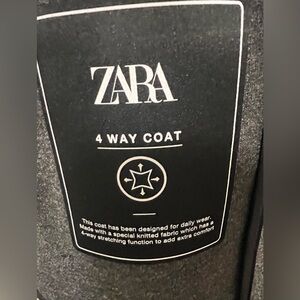 ZARA
4 WAY COAT
This coat has been designed for daily wear.
Made with a special knitted fabric which has a
4-way stretching function to add extra comfort